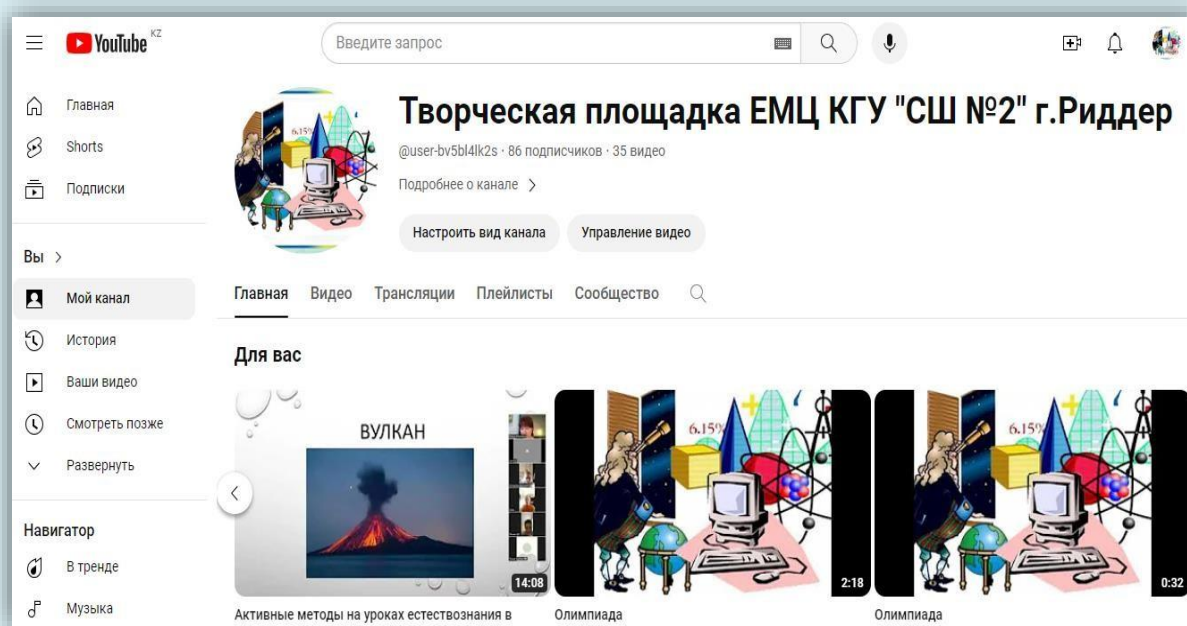 YouTube KZ
Введите запрос
Главная
Shorts
Подписки
Вы >
Мой канал
История
Ваши видео
Смотреть позже
Развернуть
Навигатор
В тренде
Музыка
Творческая площадка ЕМЦ КГУ "СШ №2" г.Риддер
@user-bv5bl4lk2s · 86 подписчиков · 35 видео
Подробнее о канале >
Настроить вид канала Управление видео
Главная Видео Трансляции Плейлисты Сообщество
Для вас
6.15%
ВУЛКАН
14:08
6.15%
2:18
6.15%
0:32
Активные методы на уроках естествознания в
Олимпиада
Олимпиада